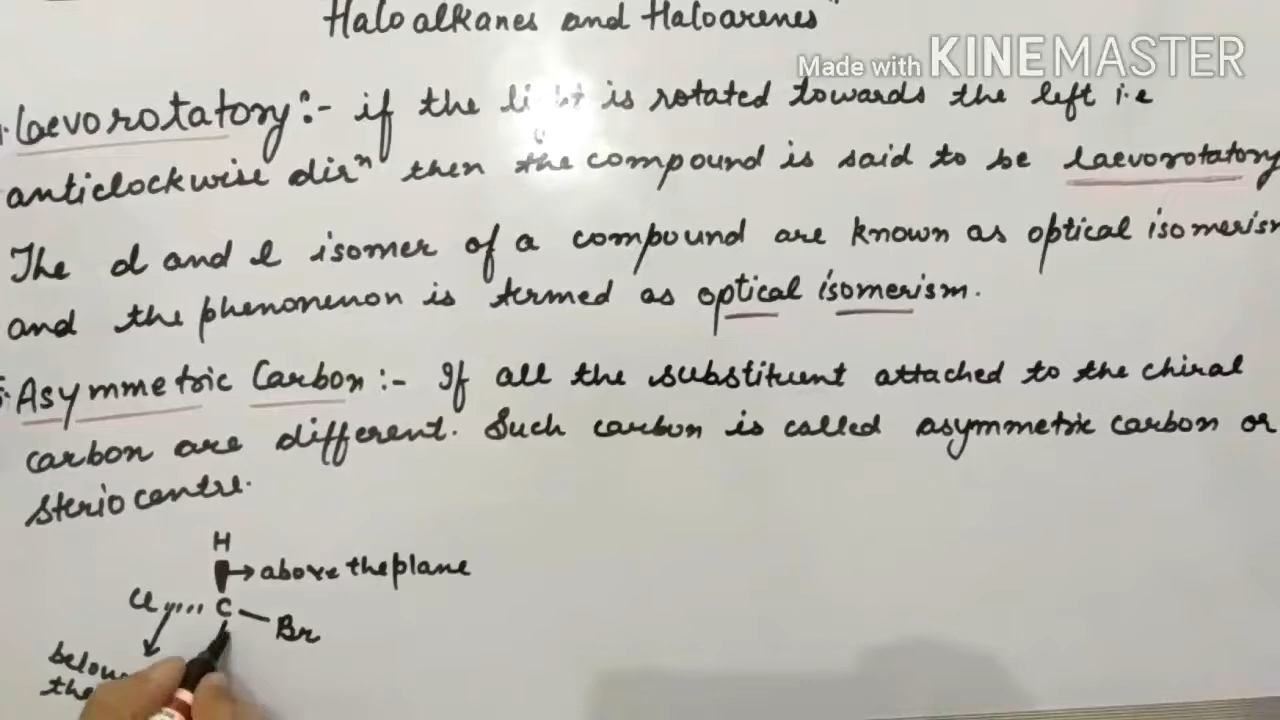 Haloalkanes and Haloarenes"
Made with KINEMASTER
Laevorotatory:- if the light is rotated towards the left i.e
anticlockwise dirⁿ then the compound is said to be laevorotatory
The d and l isomer of a compound are known as optical isomerism
and the phenonenon is termed as optical isomerism.
Asymmetric Carbon:- If all the substituent attached to the chiral
carbon are different. Such carbon is called asymmetric carbon or
steriocentre.
H
→ above the plane
Cl C Br
below
the